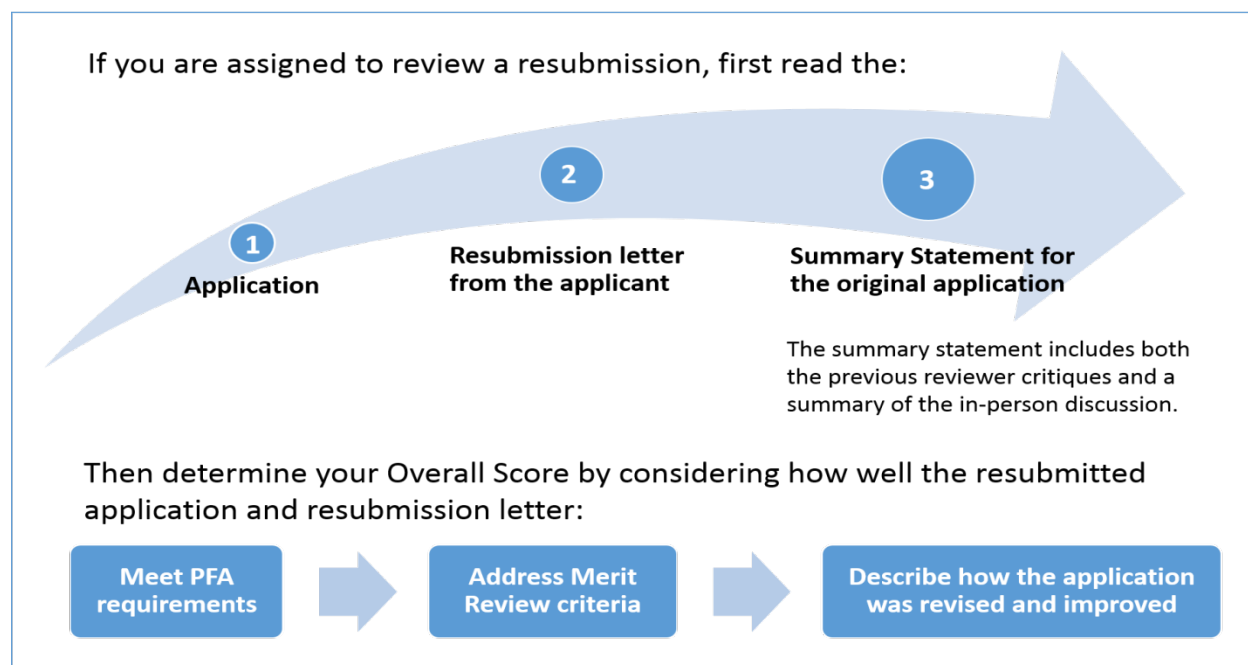 If you are assigned to review a resubmission, first read the:
1
2
3
Application
Resubmission letter
from the applicant
Summary Statement for
the original application
The summary statement includes both
the previous reviewer critiques and a
summary of the in-person discussion.
Then determine your Overall Score by considering how well the resubmitted
application and resubmission letter:
Meet PFA
requirements
Address Merit
Review criteria
Describe how the application
was revised and improved